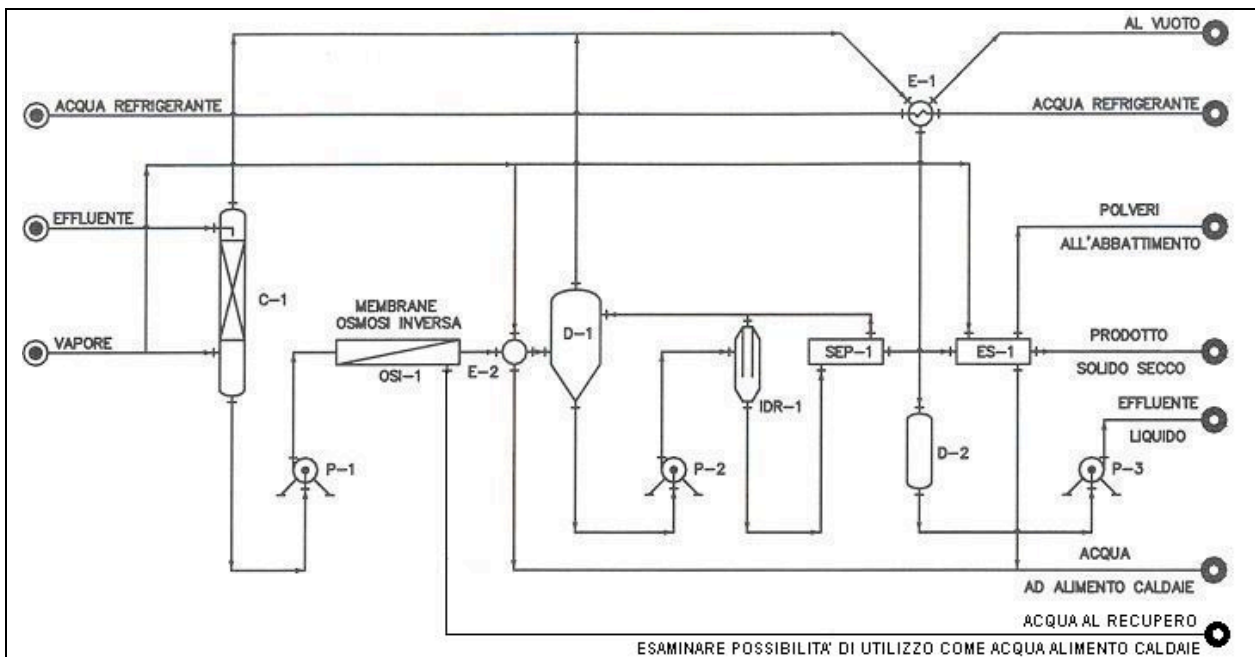 AL VUOTO
E-1
ACQUA REFRIGERANTE
ACQUA REFRIGERANTE
EFFLUENTE
POLVERI
ALL'ABBATTIMENTO
C-1
MEMBRANE
OSMOSI INVERSA
D-1
VAPORE
E-2
OSI-1
SEP-1
ES-1
PRODOTTO
SOLIDO SECCO
IDR-1
EFFLUENTE
LIQUIDO
P-1
P-2
D-2
P-3
ACQUA
AD ALIMENTO CALDAIE
ACQUA AL RECUPERO
ESAMINARE POSSIBILITA' DI UTILIZZO COME ACQUA ALIMENTO CALDAIE